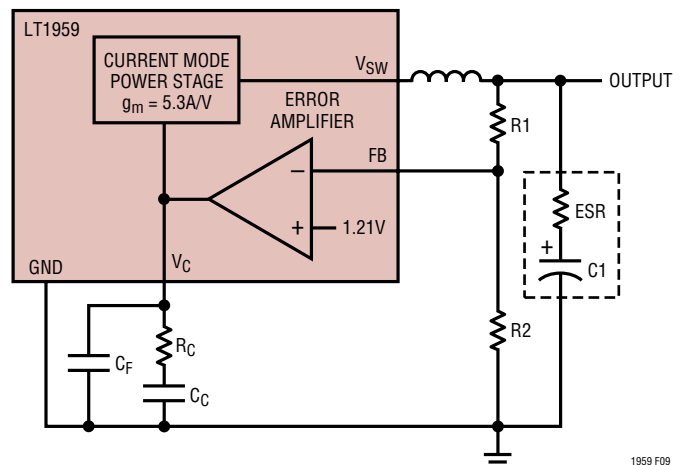 LT1959
CURRENT MODE
POWER STAGE
gm = 5.3A/V
VSW
OUTPUT
ERROR
AMPLIFIER
R1
FB
–
+
1.21V
ESR
+
C1
GND
VC
R2
RC
CF
CC
1959 F09